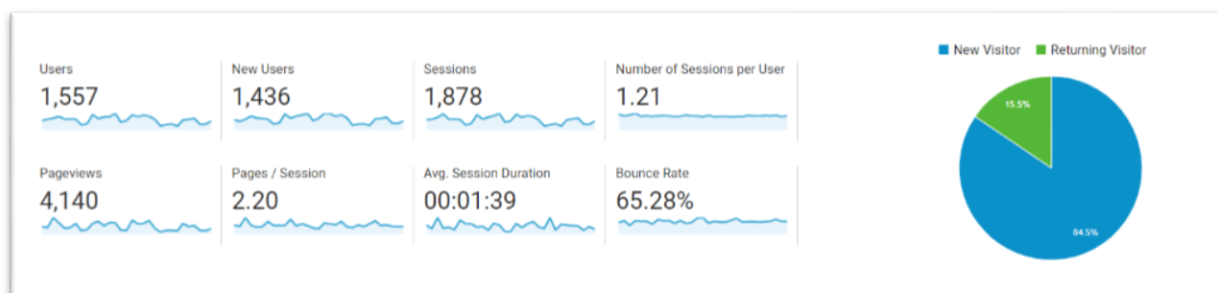 New Visitor Returning Visitor
Users New Users Sessions Number of Sessions per User
1,557 1,436 1,878 1.21
15.5%
Pageviews Pages / Session Avg. Session Duration Bounce Rate
4,140 2.20 00:01:39 65.28%
84.5%